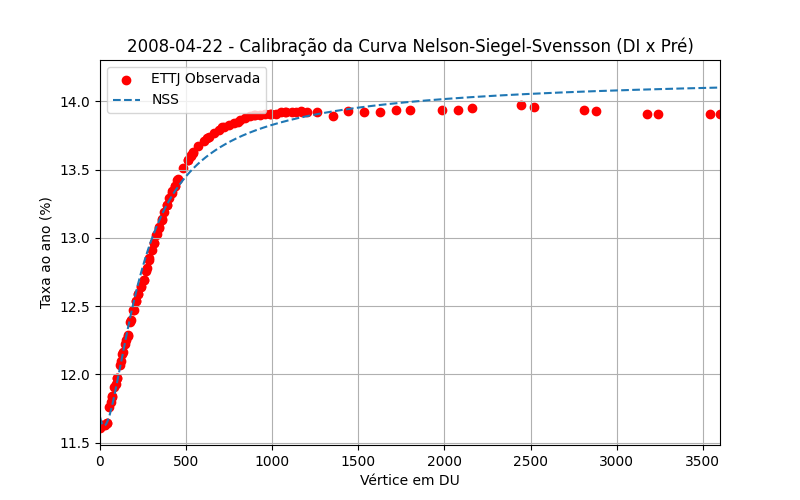 2008-04-22 - Calibração da Curva Nelson-Siegel-Svensson (DI x Pré)
ETTJ Observada
NSS
Taxa ao ano (%)
14.0
13.5
13.0
12.5
12.0
11.5
0 500 1000 1500 2000 2500 3000 3500
Vértice em DU